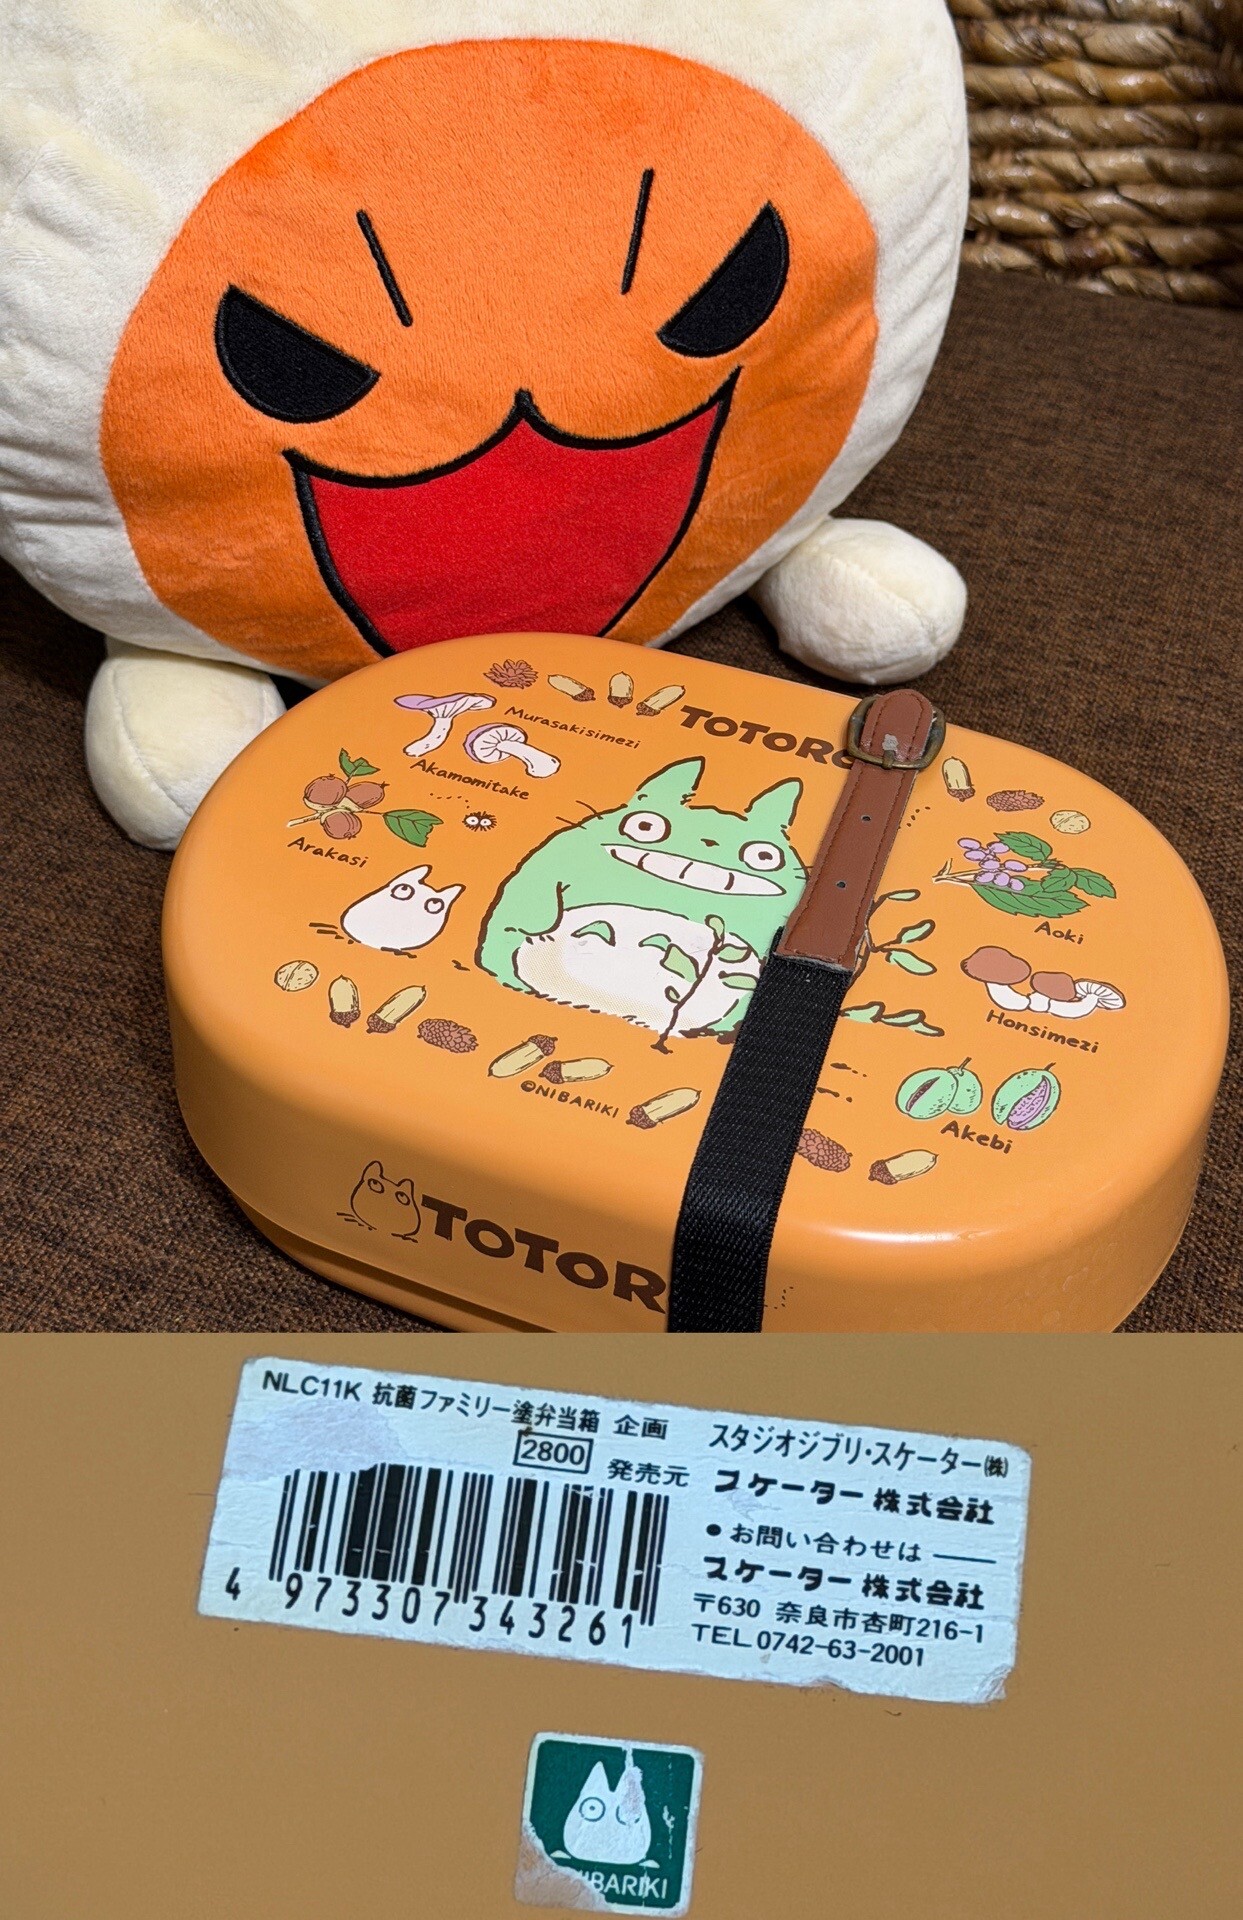 TOTORO
Murasakisimezi
Akamomitake
Arakasi
Aoki
Honsimezi
Akebi
©NIBARIKI
TOTOR
NLC11K 抗菌ファミリー塗弁当箱
2800
企画 スタジオジブリ・スケーター㈱
発売元 スケーター株式会社
●お問い合わせは
スケーター株式会社
〒630 奈良市杏町216-1
TEL 0742-63-2001
4 973307 343261
NIBARIKI